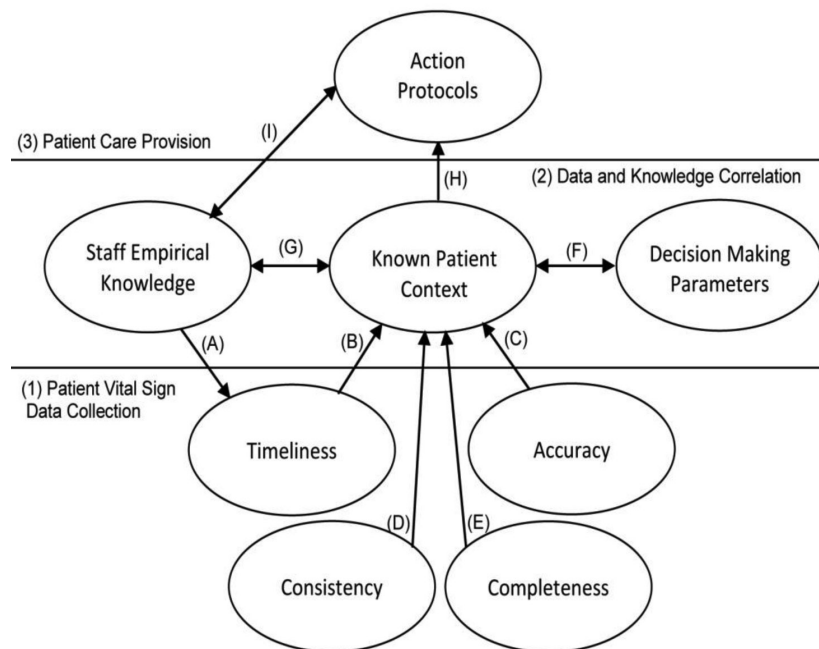 Action
Protocols
(I)
(3) Patient Care Provision
(H)
(2) Data and Knowledge Correlation
Staff Empirical
Knowledge
(G)
Known Patient
Context
(F)
Decision Making
Parameters
(A)
(B)
(C)
(1) Patient Vital Sign
Data Collection
Timeliness
Accuracy
(D)
(E)
Consistency
Completeness